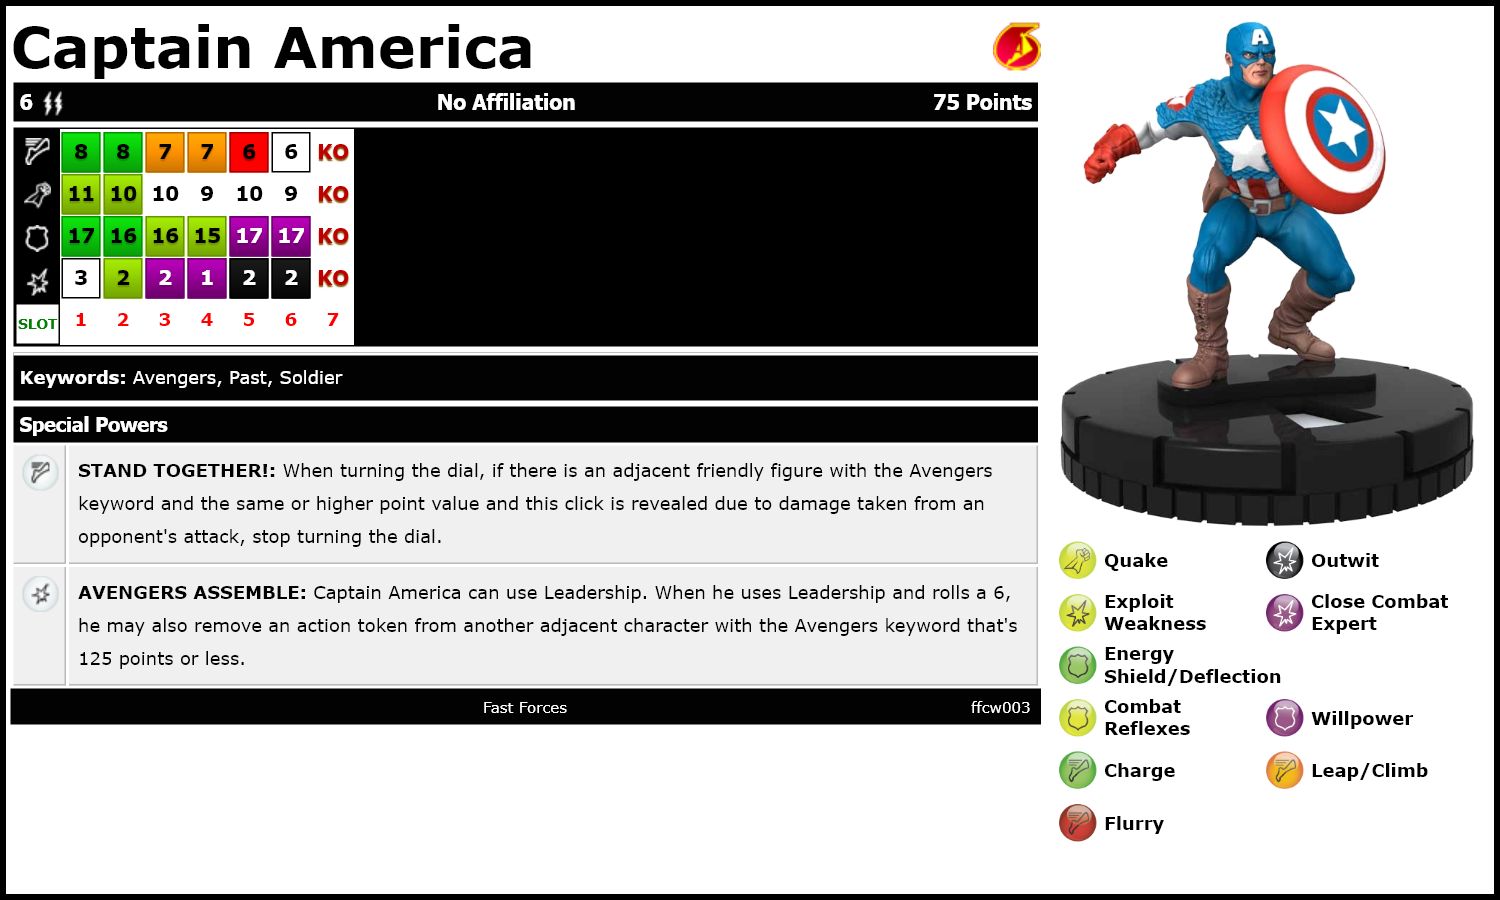 Captain America
6 No Affiliation 75 Points
8 8 7 7 6 6 KO
11 10 10 9 10 9 KO
17 16 16 15 17 17 KO
3 2 2 1 2 2 KO
SLOT 1 2 3 4 5 6 7
Keywords: Avengers, Past, Soldier
Special Powers
STAND TOGETHER!: When turning the dial, if there is an adjacent friendly figure with the Avengers
keyword and the same or higher point value and this click is revealed due to damage taken from an
opponent's attack, stop turning the dial.
AVENGERS ASSEMBLE: Captain America can use Leadership. When he uses Leadership and rolls a 6,
he may also remove an action token from another adjacent character with the Avengers keyword that's
125 points or less.
Fast Forces ffcw003
A
Quake
Outwit
Exploit
Weakness
Close Combat
Expert
Energy
Shield/Deflection
Combat
Reflexes
Willpower
Charge
Leap/Climb
Flurry